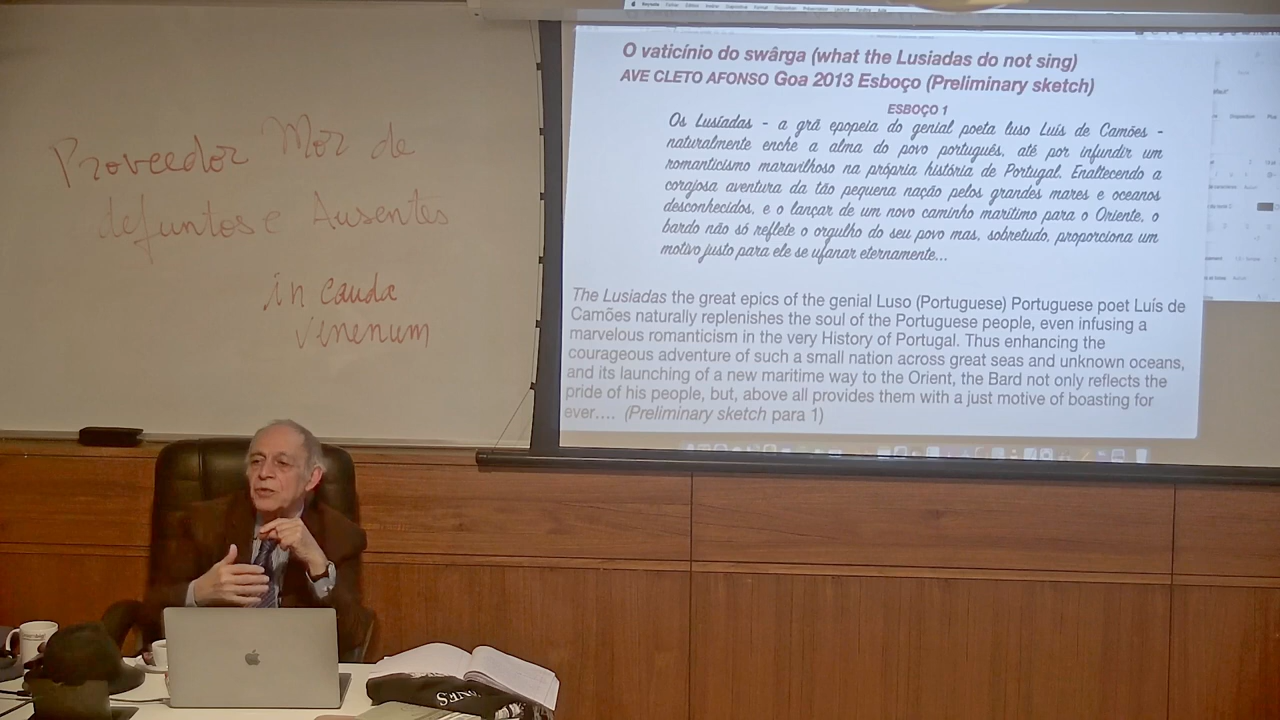 Proveedor Mor de
defuntos e Ausentes
in cauda
venenum
O vaticínio do swârga (what the Lusiadas do not sing)
AVE CLETO AFONSO Goa 2013 Esboço (Preliminary sketch)
ESBOÇO 1
Os Lusíadas - a grã epopeia do genial poeta luso Luís de Camões -
naturalmente enche a alma do povo português, até por infundir um
romanticismo maravilhoso na própria história de Portugal. Enaltecendo a
corajosa aventura da tão pequena nação pelos grandes mares e oceanos
desconhecidos, e o lançar de um novo caminho marítimo para o Oriente, o
bardo não só reflete o orgulho do seu povo mas, sobretudo, proporciona um
motivo justo para ele se ufanar eternamente...
The Lusiadas the great epics of the genial Luso (Portuguese) Portuguese poet Luís de
Camões naturally replenishes the soul of the Portuguese people, even infusing a
marvelous romanticism in the very History of Portugal. Thus enhancing the
courageous adventure of such a small nation across great seas and unknown oceans,
and its launching of a new maritime way to the Orient, the Bard not only reflects the
pride of his people, but, above all provides them with a just motive of boasting for
ever.... (Preliminary sketch para 1)